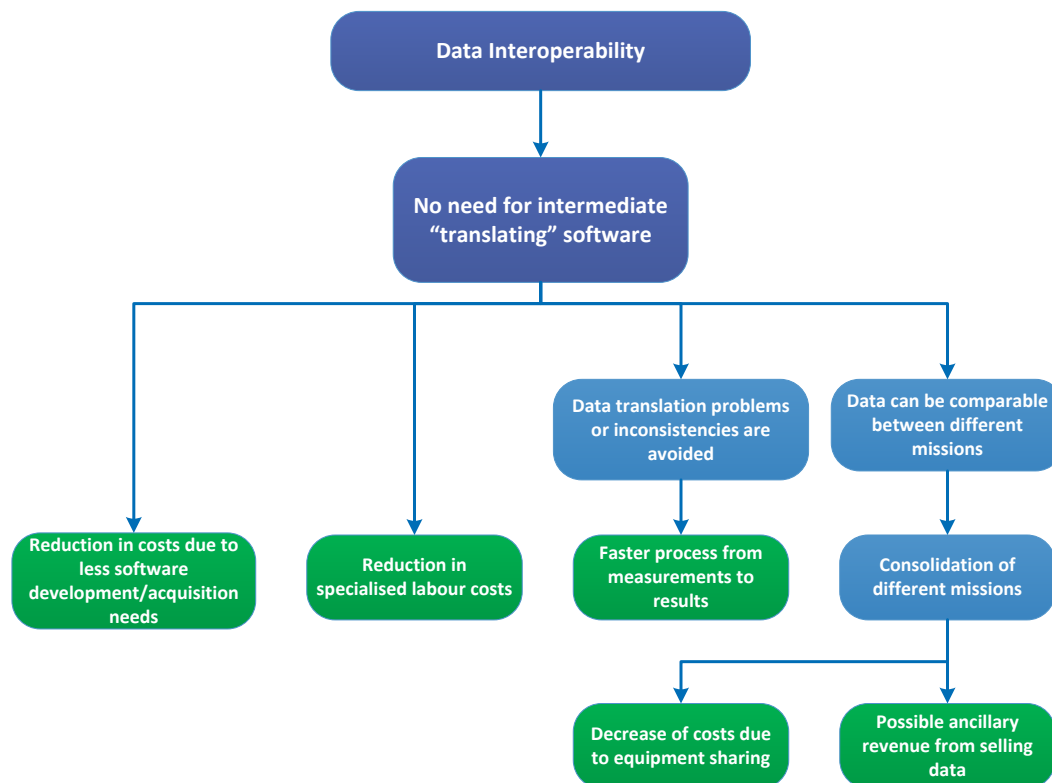 Data Interoperability
No need for intermediate
“translating” software
Data translation problems
or inconsistencies are
avoided
Data can be comparable
between different
missions
Reduction in costs due to
less software
development/acquisition
needs
Reduction in
specialised labour costs
Faster process from
measurements to
results
Consolidation of
different missions
Decrease of costs due
to equipment sharing
Possible ancillary
revenue from selling
data